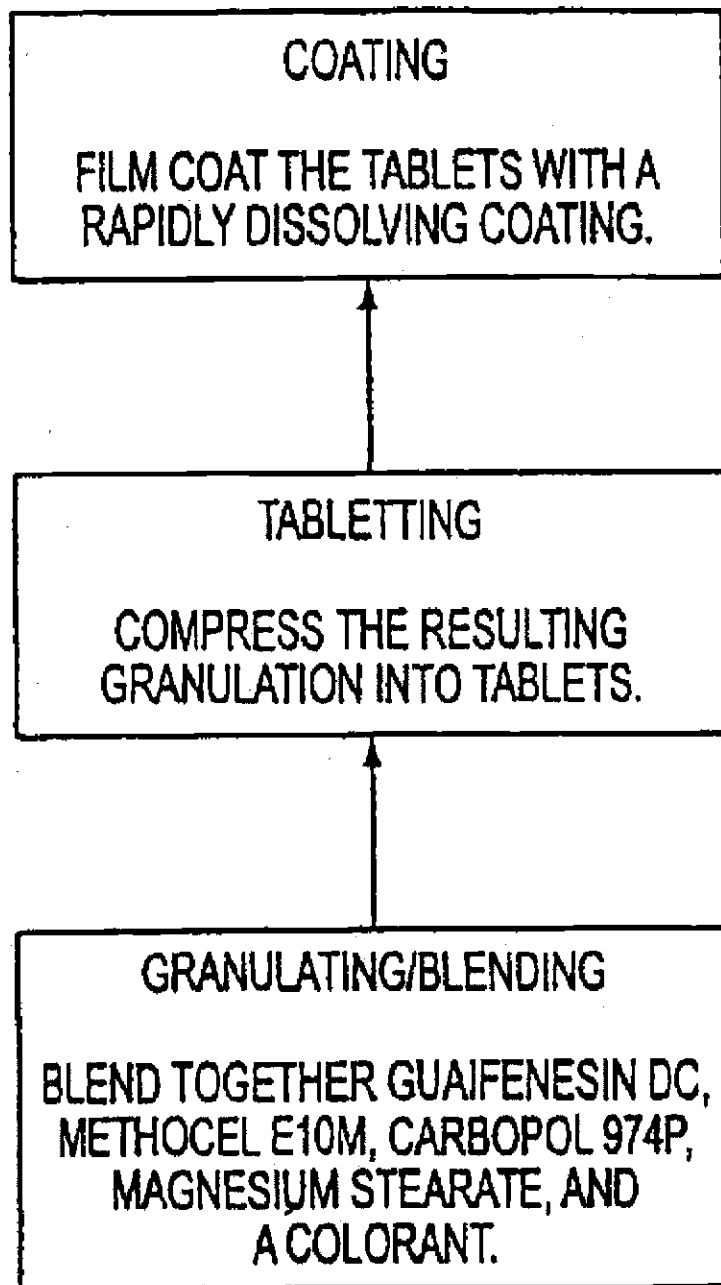 COATING
FILM COAT THE TABLETS WITH A
RAPIDLY DISSOLVING COATING.
TABLETTING
COMPRESS THE RESULTING
GRANULATION INTO TABLETS.
GRANULATING/BLENDING
BLEND TOGETHER GUAIFENESIN DC,
METHOCEL E10M, CARBOPOL 974P,
MAGNESIUM STEARATE, AND
A COLORANT.